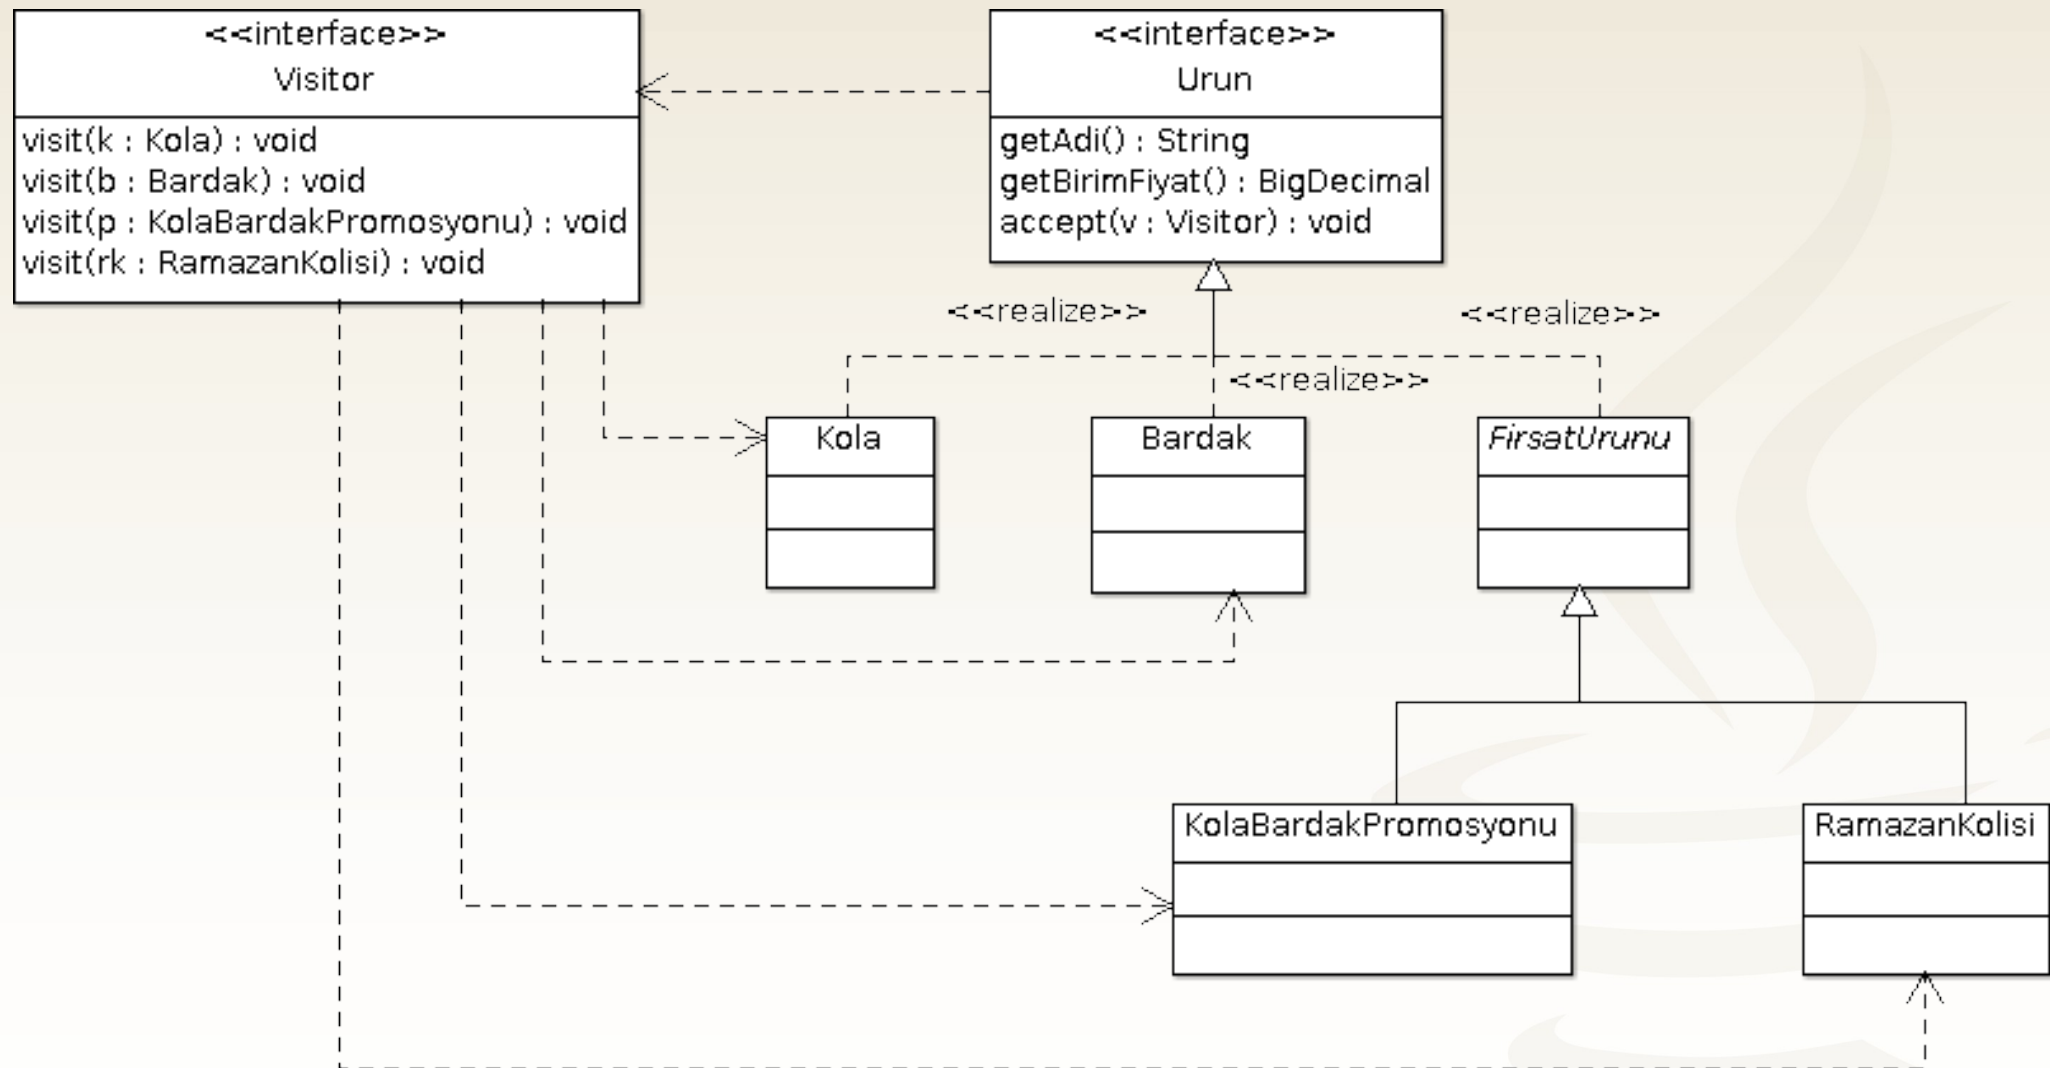 <<interface>>
Visitor
visit(k : Kola) : void
visit(b : Bardak) : void
visit(p : KolaBardakPromosyonu) : void
visit(rk : RamazanKolisi) : void
<<interface>>
Urun
getAdi() : String
getBirimFiyat() : BigDecimal
accept(v : Visitor) : void
<<realize>>
<<realize>>
<<realize>>
Kola
Bardak
FirsatUrunu
KolaBardakPromosyonu
RamazanKolisi